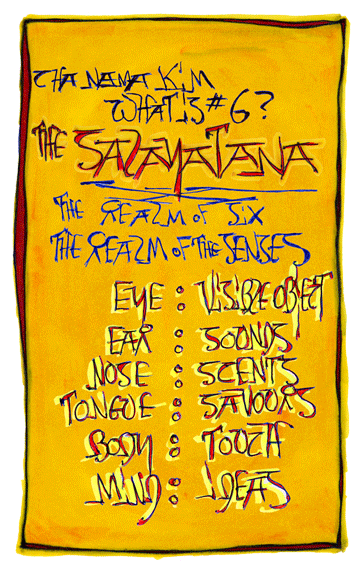 CHA NAMA KIM
WHAT IS #6?
THE SALAYATANA
THE REALM OF SIX
THE REALM OF THE SENSES
EYE : VISIBLE OBJECT
EAR : SOUNDS
NOSE : SCENTS
TONGUE : SAVOURS
BODY : TOUCH
MIND : IDEAS